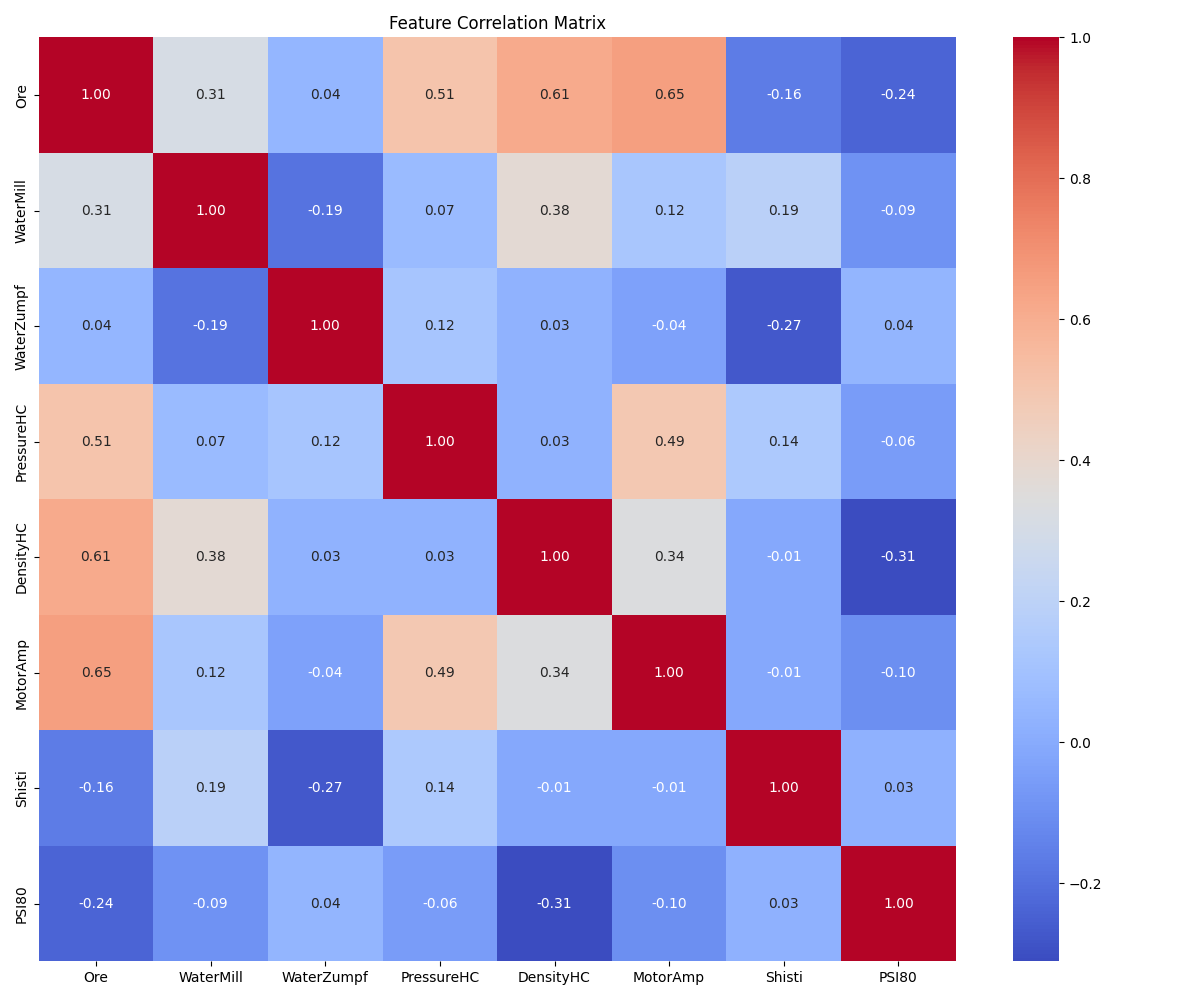 Feature Correlation Matrix
Ore 1.00 0.31 0.04 0.51 0.61 0.65 -0.16 -0.24
WaterMill 0.31 1.00 -0.19 0.07 0.38 0.12 0.19 -0.09
WaterZumpf 0.04 -0.19 1.00 0.12 0.03 -0.04 -0.27 0.04
PressureHC 0.51 0.07 0.12 1.00 0.03 0.49 0.14 -0.06
DensityHC 0.61 0.38 0.03 0.03 1.00 0.34 -0.01 -0.31
MotorAmp 0.65 0.12 -0.04 0.49 0.34 1.00 -0.01 -0.10
Shisti -0.16 0.19 -0.27 0.14 -0.01 -0.01 1.00 0.03
PSI80 -0.24 -0.09 0.04 -0.06 -0.31 -0.10 0.03 1.00
Ore WaterMill WaterZumpf PressureHC DensityHC MotorAmp Shisti PSI80
1.0
0.8
0.6
0.4
0.2
0.0
−0.2